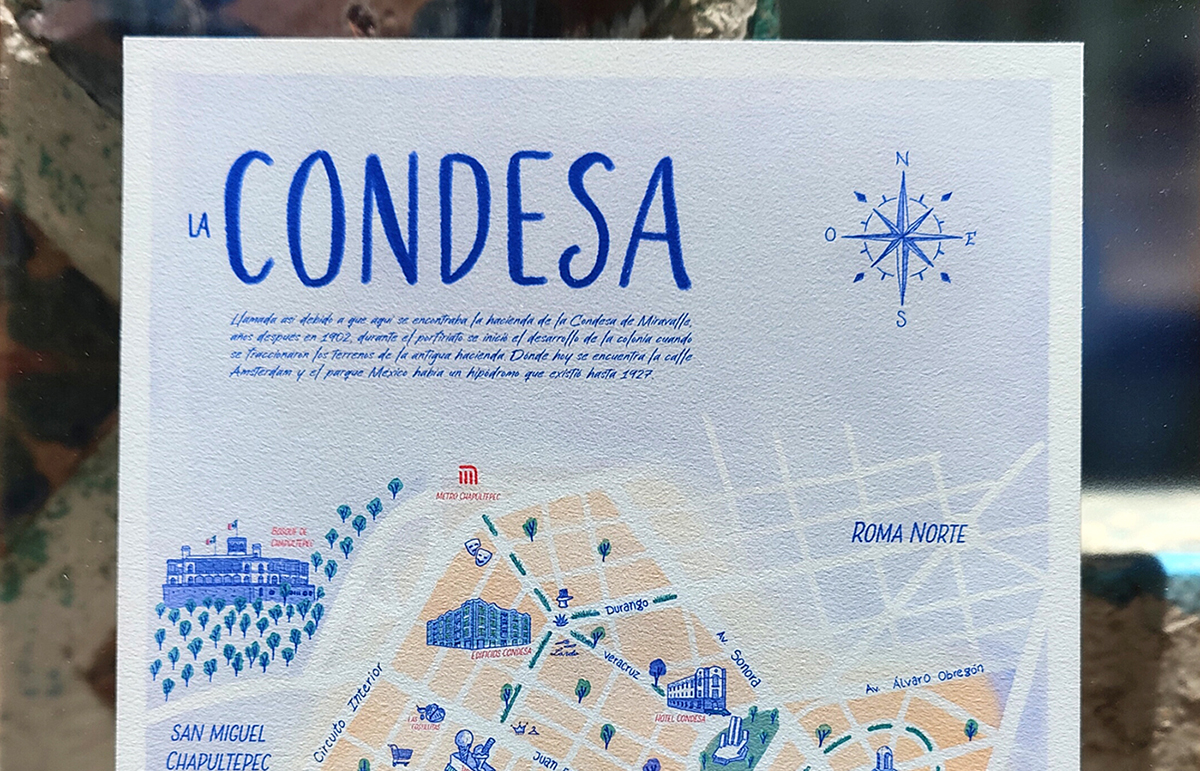 LA CONDESA
Llamada así debido a que aquí se encontraba la hacienda de la Condesa de Miravalle,
años después en 1902, durante el porfiriato se inició el desarrollo de la colonia cuando
se fraccionaron los terrenos de la antigua hacienda. Donde hoy se encuentra la calle
Amsterdam y el parque México había un hipódromo que existió hasta 1927.
N
O
E
S
METRO CHAPULTEPEC
BOSQUE DE
CHAPULTEPEC
ROMA NORTE
Durango
EDIFICIOS CONDESA
Veracruz
Av. Sonora
Av. Álvaro Obregón
Circuito Interior
HOTEL CONDESA
SAN MIGUEL
CHAPULTEPEC
Juan